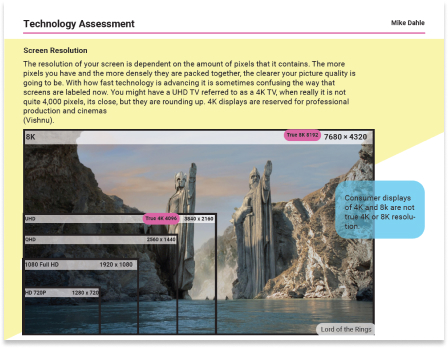 Technology Assessment
Mike Dahle
Screen Resolution
The resolution of your screen is dependent on the amount of pixels that it contains. The more
pixels you have and the more densely they are packed together, the clearer your picture quality is
going to be. With how fast technology is advancing it is sometimes confusing the way that
screens are labeled now. You might have a UHD TV referred to as a 4K TV, when really it is not
quite 4,000 pixels, its close, but they are rounding up. 4K displays are reserved for professional
production and cinemas
(Vishnu).
8K
True 8K 8192
7680 × 4320
Consumer displays
of 4K and 8k are not
true 4K or 8K resolu-
tion.
UHD
True 4K 4096
3840 x 2160
QHD
2560 x 1440
1080 Full HD
1920 x 1080
HD 720P
1280 x 720
Lord of the Rings